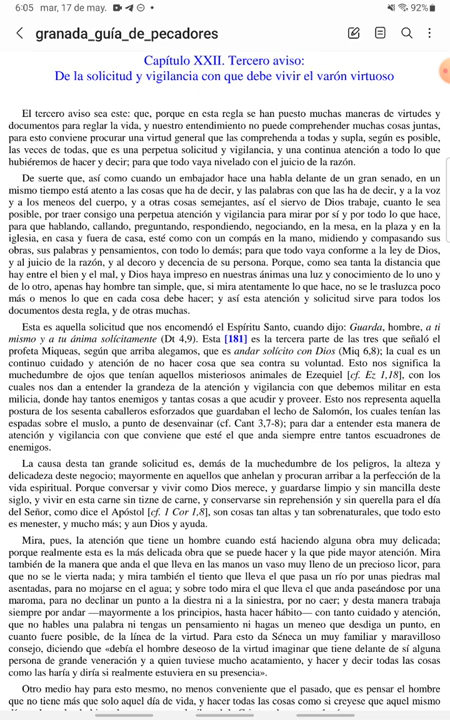 6:05 mar, 17 de may.
92%
granada_guía_de_pecadores
Capítulo XXII. Tercero aviso:
De la solicitud y vigilancia con que debe vivir el varón virtuoso
El tercero aviso sea este: que, porque en esta regla se han puesto muchas maneras de virtudes y
documentos para reglar la vida, y nuestro entendimiento no puede comprehender muchas cosas juntas,
para esto conviene procurar una virtud general que las comprehenda a todas y supla, según es posible,
las veces de todas, que es una perpetua solicitud y vigilancia, y una continua atención a todo lo que
hubiéremos de hacer y decir; para que todo vaya nivelado con el juicio de la razón.
De suerte que, así como cuando un embajador hace una habla delante de un gran senado, en un
mismo tiempo está atento a las cosas que ha de decir, y las palabras con que las ha de decir, y a la voz
y a los meneos del cuerpo, y a otras cosas semejantes, así el siervo de Dios trabaje, cuanto le sea
posible, por traer consigo una perpetua atención y vigilancia para mirar por sí y por todo lo que hace,
para que hablando, callando, preguntando, respondiendo, negociando, en la mesa, en la plaza y en la
iglesia, en casa y fuera de casa, esté como con un compás en la mano, midiendo y compasando sus
obras, sus palabras y pensamientos, con todo lo demás; para que todo vaya conforme a la ley de Dios,
y al juicio de la razón, y al decoro y decencia de su persona. Porque, como sea tanta la distancia que
hay entre el bien y el mal, y Dios haya impreso en nuestras ánimas una luz y conocimiento de lo uno y
de lo otro, apenas hay hombre tan simple, que, si mira atentamente lo que hace, no se le trasluzca poco
más o menos lo que en cada cosa debe hacer; y así esta atención y solicitud sirve para todos los
documentos desta regla, y de otras muchas.
Esta es aquella solicitud que nos encomendó el Espíritu Santo, cuando dijo: Guarda, hombre, a ti
mismo y a tu ánima solícitamente (Dt 4,9). Esta [181] es la tercera parte de las tres que señaló el
profeta Miqueas, según que arriba alegamos, que es andar solícito con Dios (Miq 6,8); la cual es un
continuo cuidado y atención de no hacer cosa que sea contra su voluntad. Esto nos significa la
muchedumbre de ojos que tenían aquellos misteriosos animales de Ezequiel [cf. Ez 1,18], con los
cuales nos dan a entender la grandeza de la atención y vigilancia con que debemos militar en esta
milicia, donde hay tantos enemigos y tantas cosas a que acudir y proveer. Esto nos representa aquella
postura de los sesenta caballeros esforzados que guardaban el lecho de Salomón, los cuales tenían las
espadas sobre el muslo, a punto de desenvainar (cf. Cant 3,7-8); para dar a entender esta manera de
atención y vigilancia con que conviene que esté el que anda siempre entre tantos escuadrones de
enemigos.
La causa desta tan grande solicitud es, demás de la muchedumbre de los peligros, la alteza y
delicadeza deste negocio; mayormente en aquellos que anhelan y procuran arribar a la perfección de la
vida espiritual. Porque conversar y vivir como Dios merece, y guardarse limpio y sin mancilla deste
siglo, y vivir en esta carne sin tizne de carne, y conservarse sin reprehensión y sin querella para el día
del Señor, como dice el Apóstol [cf. 1 Cor 1,8], son cosas tan altas y tan sobrenaturales, que todo esto
es menester, y mucho más; y aun Dios y ayuda.
Mira, pues, la atención que tiene un hombre cuando está haciendo alguna obra muy delicada;
porque realmente esta es la más delicada obra que se puede hacer y la que pide mayor atención. Mira
también de la manera que anda el que lleva en las manos un vaso muy lleno de un precioso licor, para
que no se le vierta nada; y mira también el tiento que lleva el que pasa un río por unas piedras mal
asentadas, para no mojarse en el agua; y sobre todo mira el que lleva el que anda paseándose por una
maroma, para no declinar un punto a la diestra ni a la siniestra, por no caer; y desta manera trabaja
siempre por andar —mayormente a los principios, hasta hacer hábito— con tanto cuidado y atención,
que no hables una palabra ni tengas un pensamiento ni hagas un meneo que desdiga un punto, en
cuanto fuere posible, de la línea de la virtud. Para esto da Séneca un muy familiar y maravilloso
consejo, diciendo que «debía el hombre deseoso de la virtud imaginar que tiene delante de sí alguna
persona de grande veneración y a quien tuviese mucho acatamiento, y hacer y decir todas las cosas
como las haría y diría si realmente estuviera en su presencia».
Otro medio hay para esto mesmo, no menos conveniente que el pasado, que es pensar el hombre
que no tiene más que solo aquel día de vida, y hacer todas las cosas como si creyese que aquel mismo